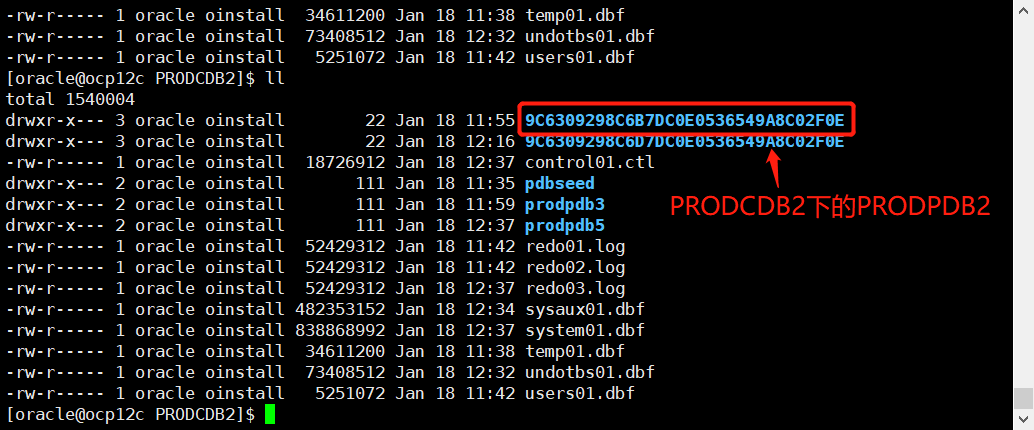 -rw-r----- 1 oracle oinstall  34611200 Jan 18 11:38 temp01.dbf
-rw-r----- 1 oracle oinstall  73408512 Jan 18 12:32 undotbs01.dbf
-rw-r----- 1 oracle oinstall   5251072 Jan 18 11:42 users01.dbf
[oracle@ocp12c PRODCDB2]$ ll
total 1540004
drwxr-x--- 3 oracle oinstall        22 Jan 18 11:55 9C6309298C6B7DC0E0536549A8C02F0E
drwxr-x--- 3 oracle oinstall        22 Jan 18 12:16 9C6309298C6D7DC0E0536549A8C02F0E
-rw-r----- 1 oracle oinstall  18726912 Jan 18 12:37 control01.ctl
drwxr-x--- 2 oracle oinstall       111 Jan 18 11:35 pdbseed
drwxr-x--- 2 oracle oinstall       111 Jan 18 11:59 prodpdb3
PRODCDB2下的PRODPDB2
drwxr-x--- 2 oracle oinstall       111 Jan 18 12:37 prodpdb5
-rw-r----- 1 oracle oinstall  52429312 Jan 18 11:42 redo01.log
-rw-r----- 1 oracle oinstall  52429312 Jan 18 11:42 redo02.log
-rw-r----- 1 oracle oinstall  52429312 Jan 18 12:37 redo03.log
-rw-r----- 1 oracle oinstall 482353152 Jan 18 12:34 sysaux01.dbf
-rw-r----- 1 oracle oinstall 838868992 Jan 18 12:37 system01.dbf
-rw-r----- 1 oracle oinstall  34611200 Jan 18 11:38 temp01.dbf
-rw-r----- 1 oracle oinstall  73408512 Jan 18 12:32 undotbs01.dbf
-rw-r----- 1 oracle oinstall   5251072 Jan 18 11:42 users01.dbf
[oracle@ocp12c PRODCDB2]$